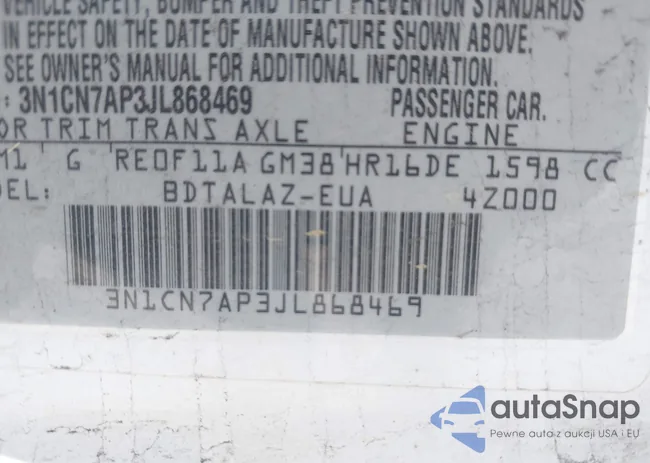 VEHICLE SAFETY, BUMPER AND THEFT PREVENTION STANDARDS
IN EFFECT ON THE DATE OF MANUFACTURE SHOWN ABOVE.
SEE OWNER'S MANUAL FOR ADDITIONAL INFORMATION.
: 3N1CN7AP3JL868469 PASSENGER CAR.
OR TRIM TRANS AXLE ENGINE
M1 G RE0F11A GM38 HR16DE 1598 CC
DEL: BDTALAZ-EUA 4Z000
3N1CN7AP3JL868469
autaSnap
Pewne auta z aukcji USA i EU